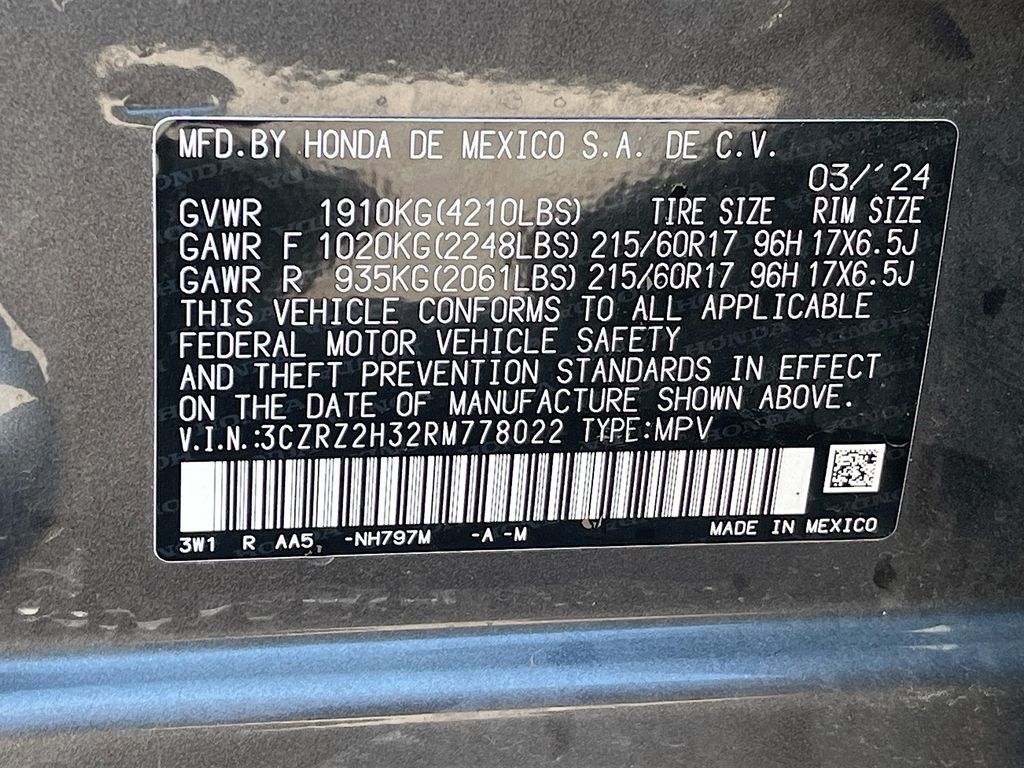 MFD.BY HONDA DE MEXICO S.A. DE C.V.
03/'24
GVWR 1910KG(4210LBS) TIRE SIZE RIM SIZE
GAWR F 1020KG(2248LBS) 215/60R17 96H 17X6.5J
GAWR R 935KG(2061LBS) 215/60R17 96H 17X6.5J
THIS VEHICLE CONFORMS TO ALL APPLICABLE
FEDERAL MOTOR VEHICLE SAFETY
AND THEFT PREVENTION STANDARDS IN EFFECT
ON THE DATE OF MANUFACTURE SHOWN ABOVE.
V.I.N.:3CZRZ2H32RM778022 TYPE:MPV
3W1 R AA5 -NH797M -A -M MADE IN MEXICO